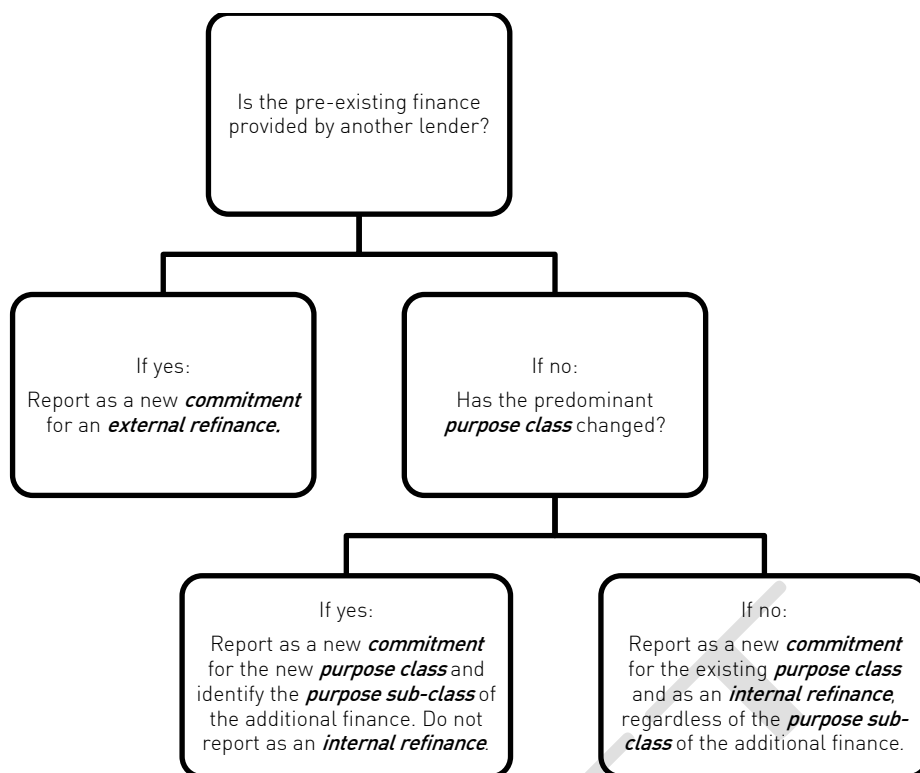 Is the pre-existing finance
provided by another lender?
If yes:
Report as a new commitment
for an external refinance.
If no:
Has the predominant
purpose class changed?
If yes:
Report as a new commitment
for the new purpose class and
identify the purpose sub-class of
the additional finance. Do not
report as an internal refinance.
If no:
Report as a new commitment
for the existing purpose class
and as an internal refinance,
regardless of the purpose sub-
class of the additional finance.
T